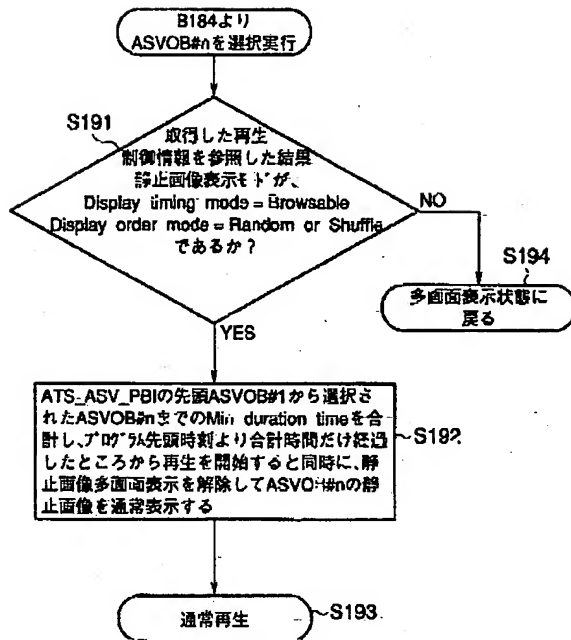 B184より
ASVOB#nを選択実行
S191
取得した再生
制御情報を参照した結果
静止画像表示モードが、
Display timing mode = Browsable
Display order mode = Random or Shuffle
であるか？
NO
S194
多画面表示状態に
戻る
YES
ATS_ASV_PBIの先頭ASVOB#1から選択さ
れたASVOB#nまでのMin duration timeを合
計し、プログラム先頭時刻より合計時間だけ経過
したところから再生を開始すると同時に、静
止画像多画面表示を解除してASVOB#nの静
止画像を通常表示する
S192
通常再生
S193